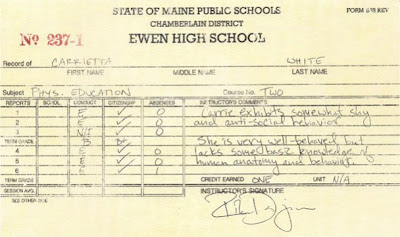 STATE OF MAINE PUBLIC SCHOOLS FORM 
CHAMBERLAIN DISTRICT
No 237-1 EWEN HIGH SCHOOL
Record of CARRIETTA WHITE
FIRST NAME MIDDLE NAME LAST NAME
Subject PHYS. EDUCATION Course No. TWO
REPORTS SCHOL. CONDUCT CITIZENSHIP ABSENCES INSTRUCTOR'S COMMENTS
1 E ✓ 0 Carrie exhibits somewhat shy
2 E ✓ 0 and anti-social behavior.
3 N/I ✓ 0
TERM GRADE B She is very well-behaved but
4 E ✓ 0 lacks some basic knowledge of
5 E ✓ 0 human anatomy and behavior.
6 E ✓ 1
TERM GRADE CREDIT EARNED ONE UNIT N/A
SESSION AVG. INSTRUCTOR'S SIGNATURE
SEE OTHER SIDE